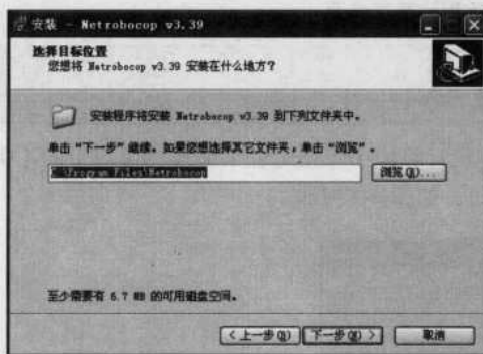 安装 - Netrobocop v3.39
选择目标位置
您想将 Netrobocop v3.39 安装在什么地方?
安装程序将安装 Netrobocop v3.39 到下列文件夹中。
单击“下一步”继续。如果您想选择其它文件夹,单击“浏览”。
C:\Program Files\Netrobocop
浏览(R)...
至少需要有 6.7 MB 的可用磁盘空间。
<上一步(B) 下一步(N)> 取消